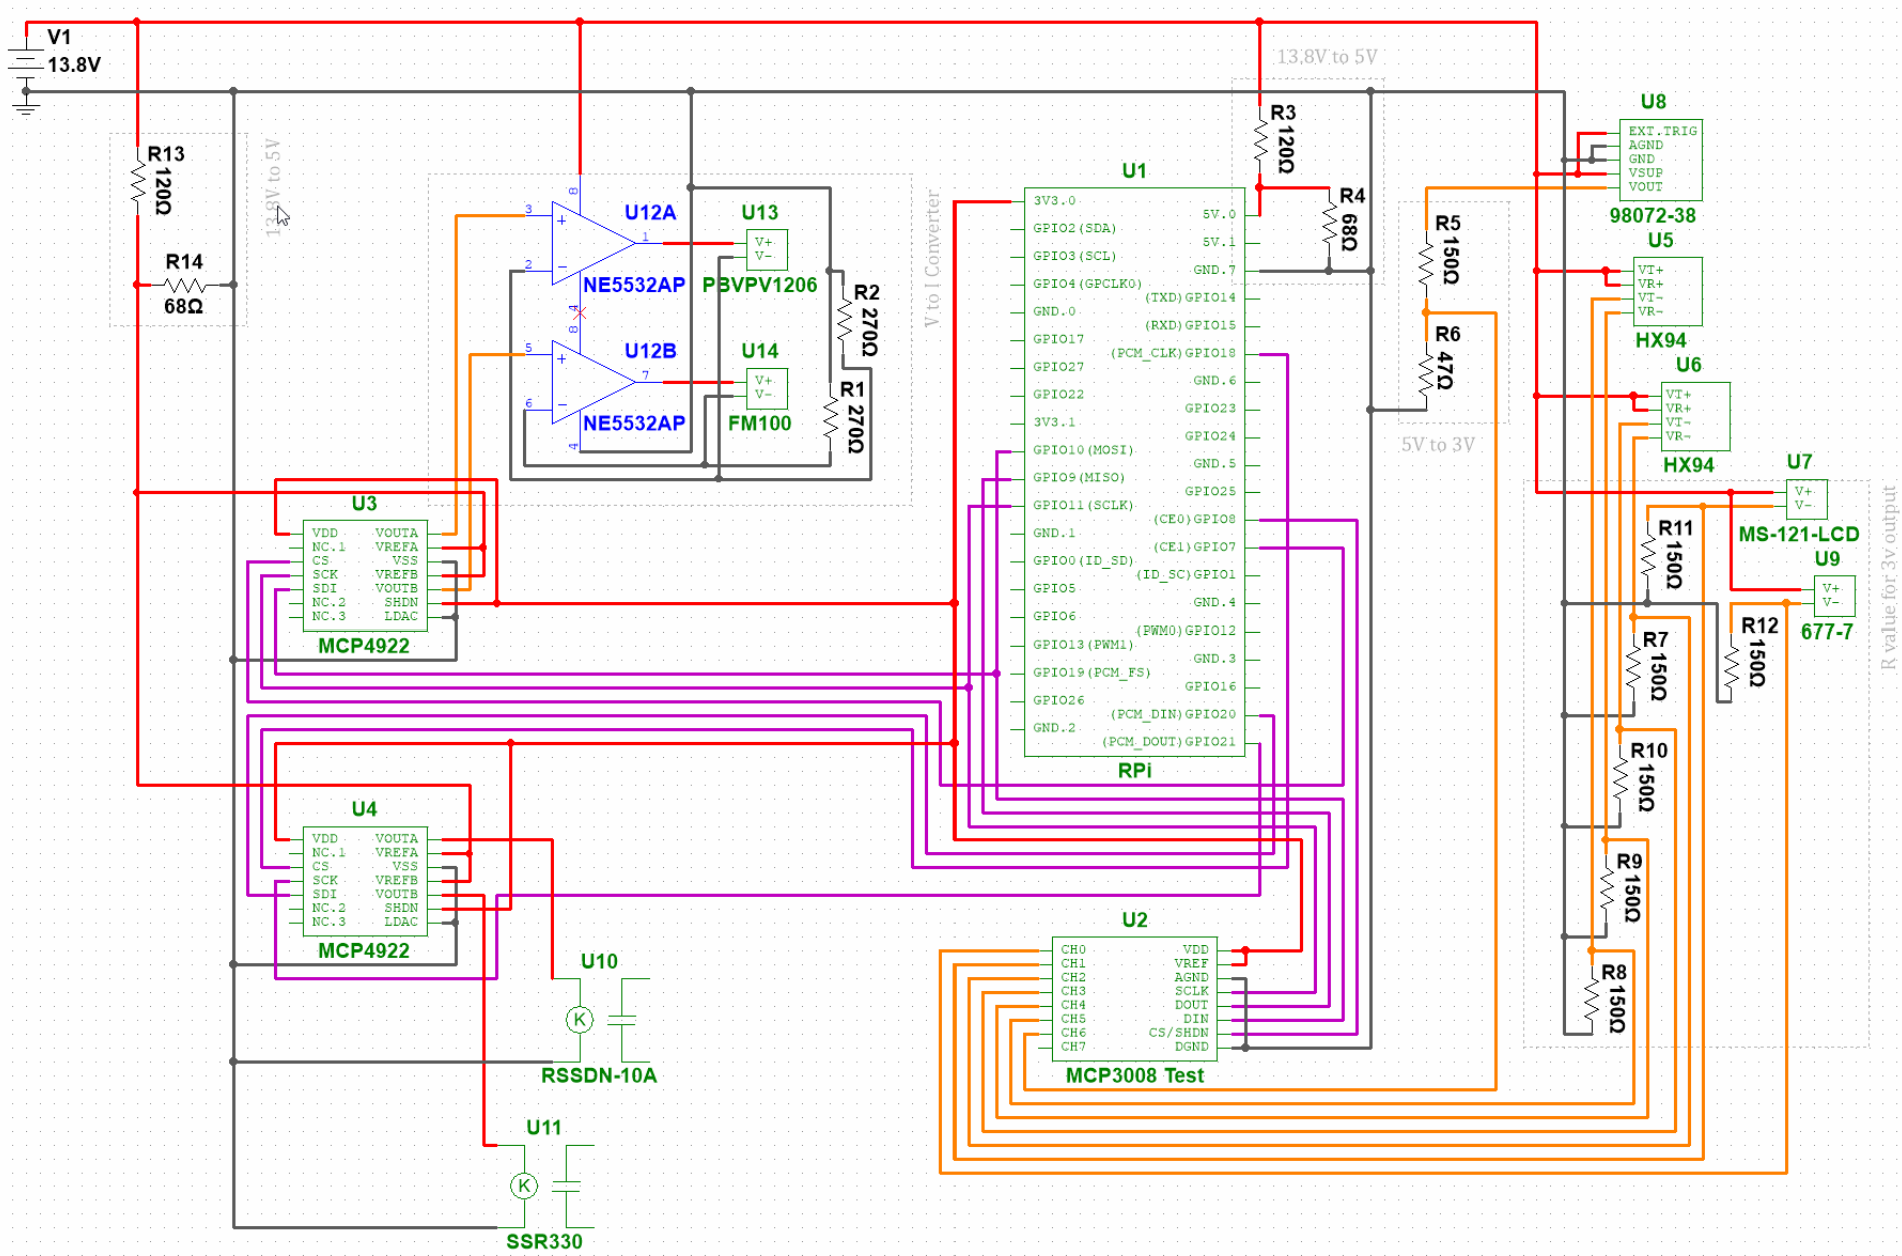 V1
13.8V
R13
120Ω
R14
68Ω
13.8V to 5V
3
2
8
1
4
U12A
NE5532AP
5
6
8
7
4
U12B
NE5532AP
U13
V+
V-
PBVPV1206
U14
V+
V-
FM100
R2
270Ω
R1
270Ω
V to I Converter
U3
VDD
NC.1
CS
SCK
SDI
NC.2
NC.3
VOUTA
VREFA
VSS
VREFB
VOUTB
SHDN
LDAC
MCP4922
U4
VDD
NC.1
CS
SCK
SDI
NC.2
NC.3
VOUTA
VREFA
VSS
VREFB
VOUTB
SHDN
LDAC
MCP4922
U10
K
RSSDN-10A
U11
K
SSR330
U1
3V3.0
GPIO2(SDA)
GPIO3(SCL)
GPIO4(GPCLK0)
GND.0
GPIO17
GPIO27
GPIO22
3V3.1
GPIO10(MOSI)
GPIO9(MISO)
GPIO11(SCLK)
GND.1
GPIO0(ID_SD)
GPIO5
GPIO6
GPIO13(PWM1)
GPIO19(PCM_FS)
GPIO26
GND.2
5V.0
5V.1
GND.7
(TXD)GPIO14
(RXD)GPIO15
(PCM_CLK)GPIO18
GND.6
GPIO23
GPIO24
GND.5
GPIO25
(CE0)GPIO8
(CE1)GPIO7
(ID_SC)GPIO1
GND.4
(PWM0)GPIO12
GND.3
GPIO16
(PCM_DIN)GPIO20
(PCM_DOUT)GPIO21
RPi
13.8V to 5V
R3
120Ω
R4
68Ω
R5
150Ω
R6
47Ω
5V to 3V
U2
CH0
CH1
CH2
CH3
CH4
CH5
CH6
CH7
VDD
VREF
AGND
SCLK
DOUT
DIN
CS/SHDN
DGND
MCP3008 Test
U8
EXT.TRIG
AGND
GND
VSUP
VOUT
98072-38
U5
VT+
VR+
VT-
VR-
HX94
U6
VT+
VR+
VT-
VR-
HX94
U7
V+
V-
MS-121-LCD
U9
V+
V-
677-7
R11
150Ω
R12
150Ω
R7
150Ω
R10
150Ω
R9
150Ω
R8
150Ω
R value for 3v output